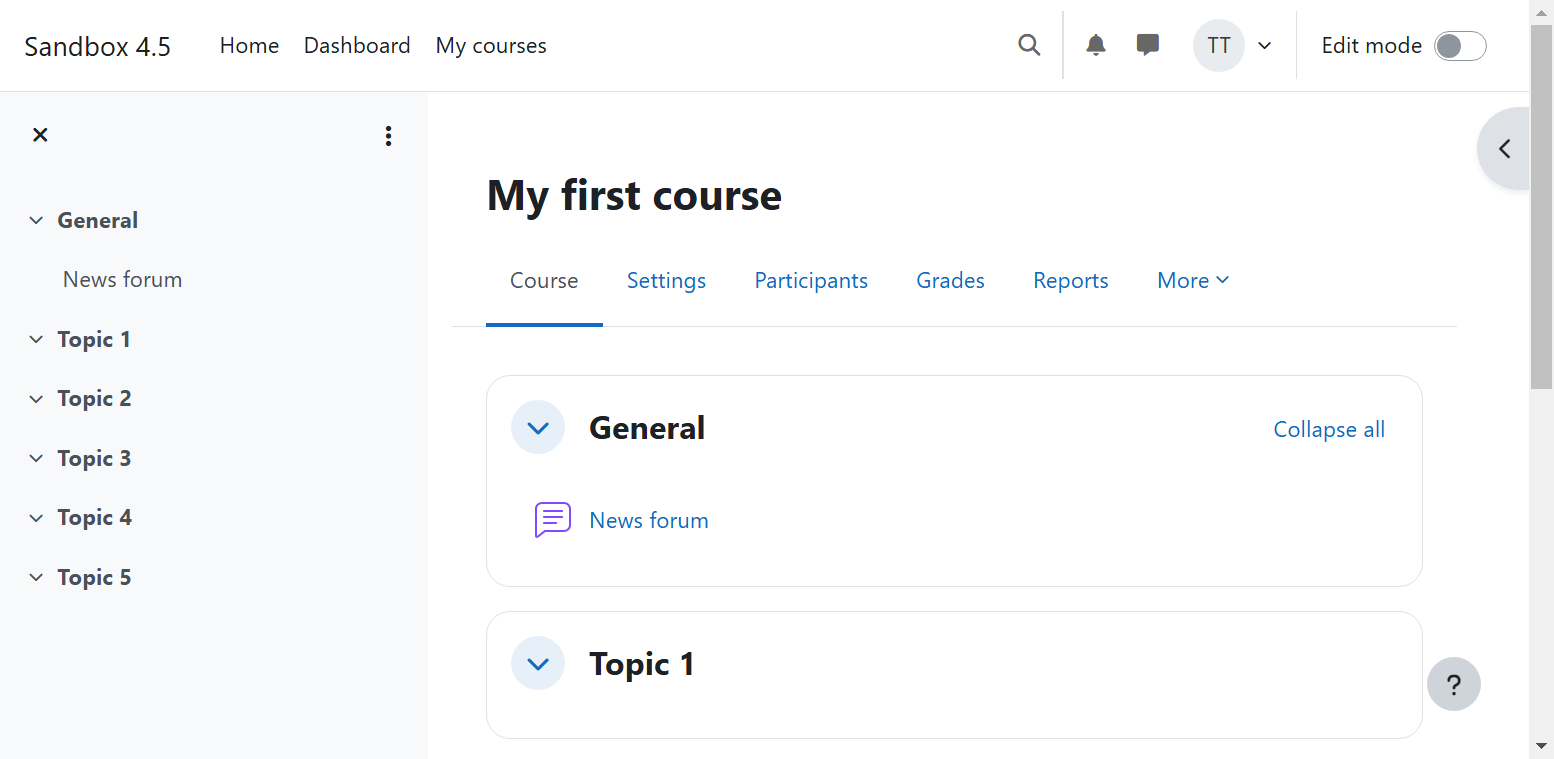 Sandbox 4.5 Home Dashboard My courses TT Edit mode
General
News forum
Topic 1
Topic 2
Topic 3
Topic 4
Topic 5
My first course
Course Settings Participants Grades Reports More
General Collapse all
News forum
Topic 1
?